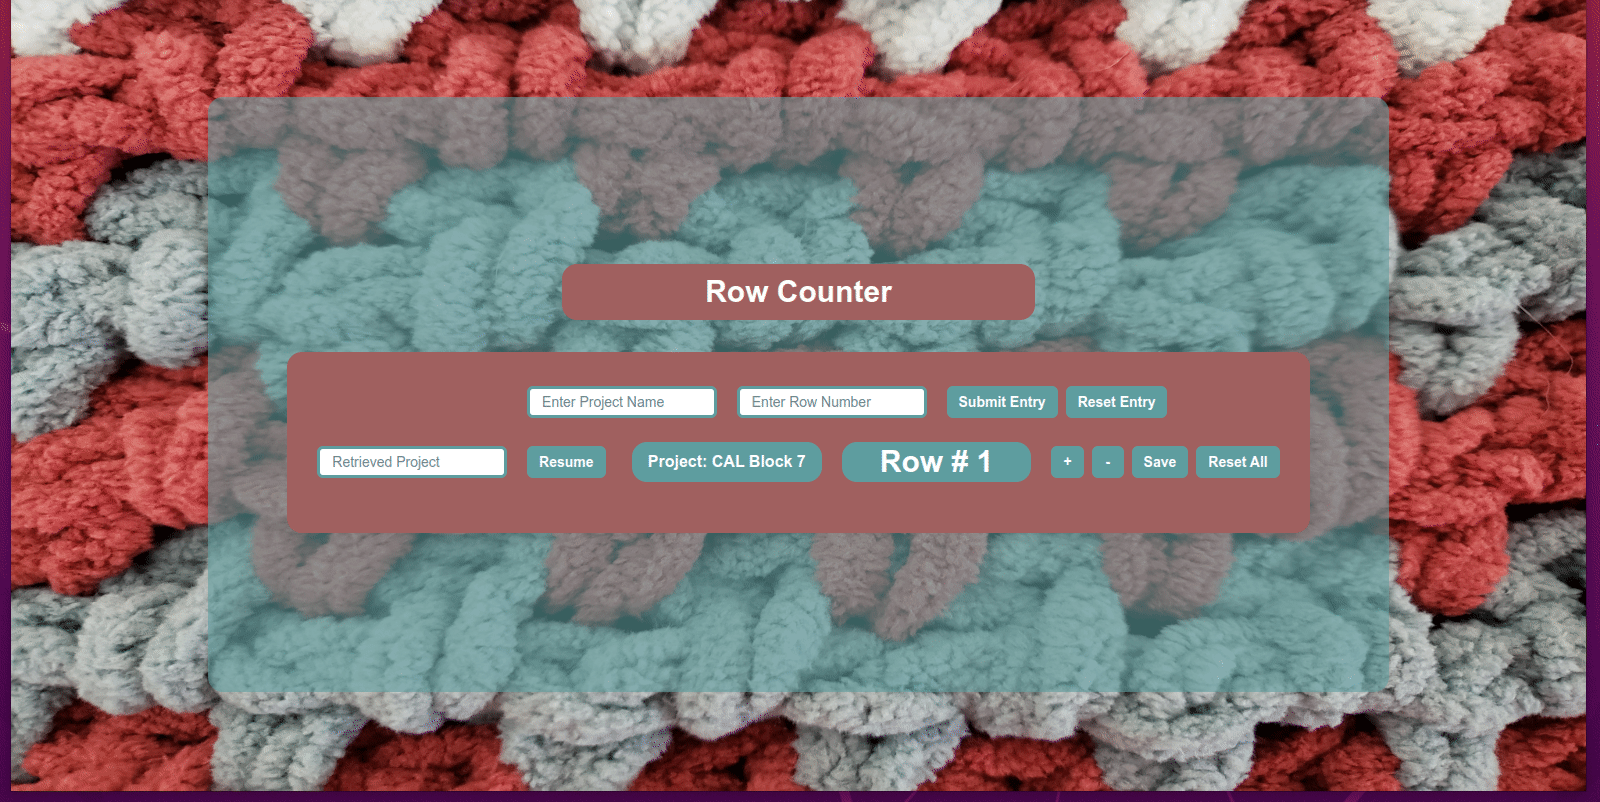 Row Counter
Enter Project Name Enter Row Number Submit Entry Reset Entry
Retrieved Project Resume Project: CAL Block 7 Row # 1 + - Save Reset All